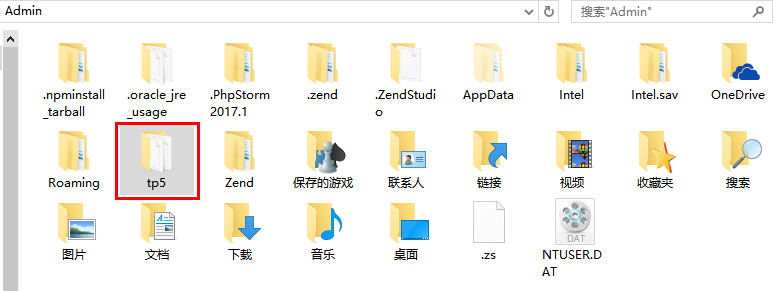 Admin
搜索"Admin"
.npminstall
_tarball
.oracle_jre
_usage
.PhpStorm
2017.1
.zend
.ZendStudi
o
AppData
Intel
Intel.sav
OneDrive
Roaming
tp5
Zend
保存的游戏
联系人
链接
视频
收藏夹
搜索
图片
文档
下载
音乐
桌面
.zs
DAT
NTUSER.D
AT